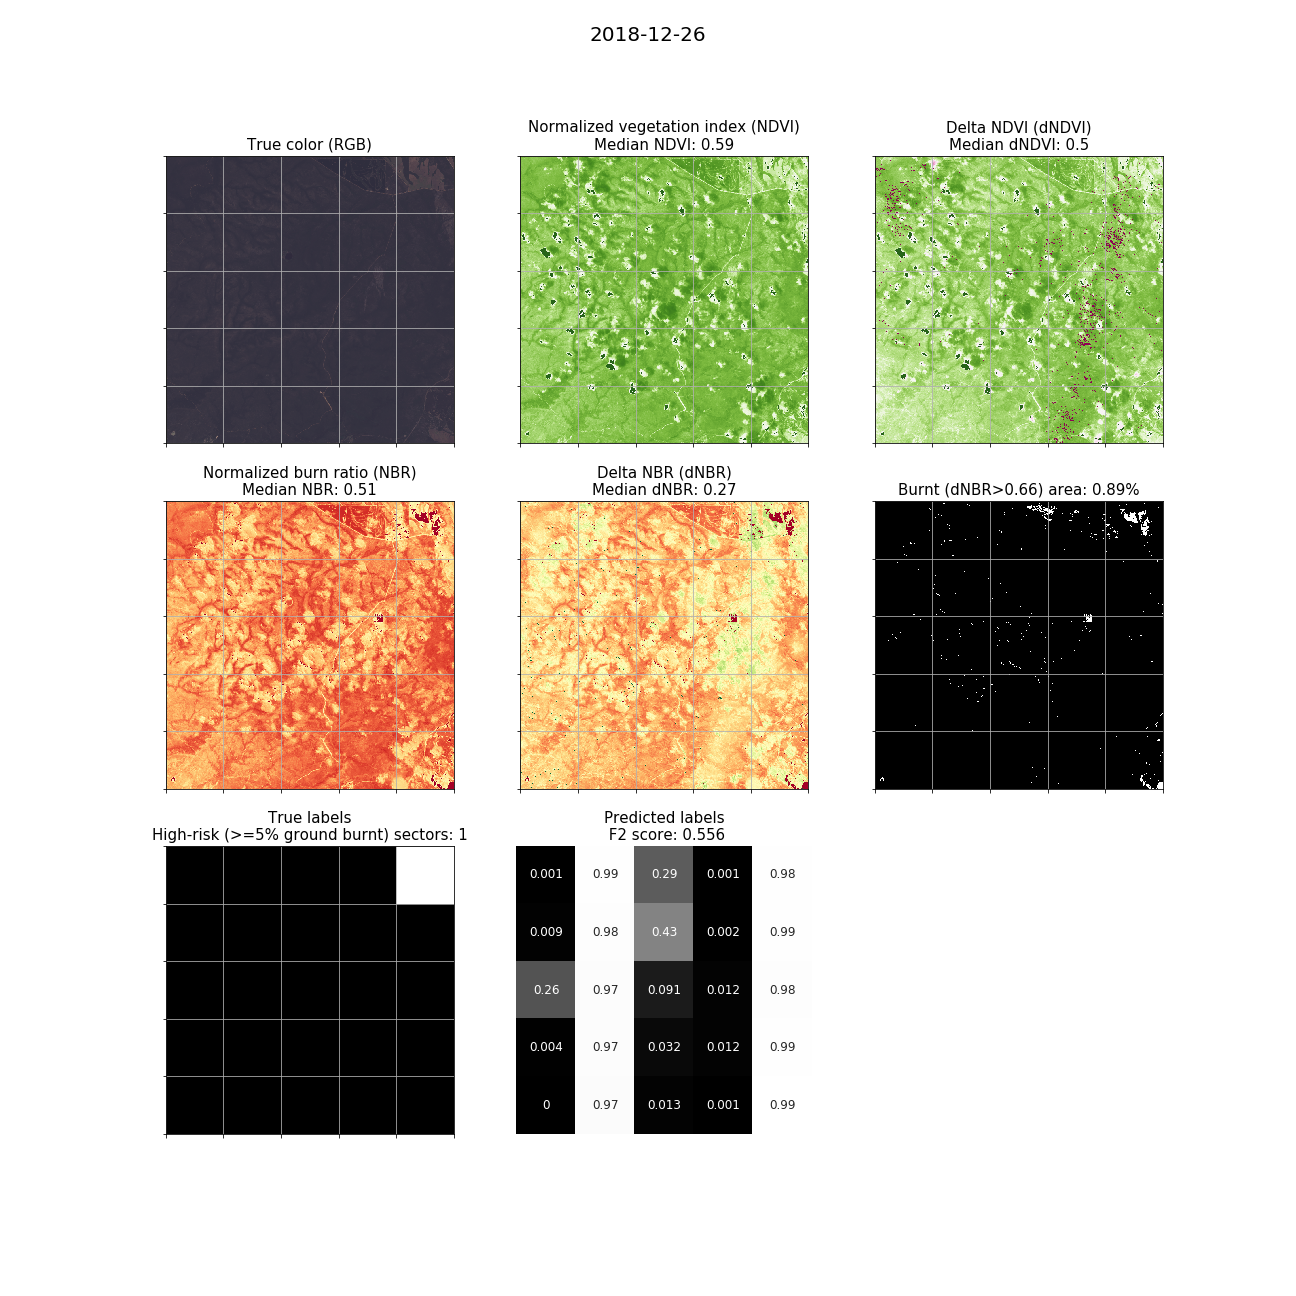 2018-12-26
True color (RGB)
Normalized vegetation index (NDVI)
Median NDVI: 0.59
Delta NDVI (dNDVI)
Median dNDVI: 0.5
Normalized burn ratio (NBR)
Median NBR: 0.51
Delta NBR (dNBR)
Median dNBR: 0.27
Burnt (dNBR>0.66) area: 0.89%
True labels
High-risk (>=5% ground burnt) sectors: 1
Predicted labels
F2 score: 0.556
0.001 0.99 0.29 0.001 0.98
0.009 0.98 0.43 0.002 0.99
0.26 0.97 0.091 0.012 0.98
0.004 0.97 0.032 0.012 0.99
0 0.97 0.013 0.001 0.99